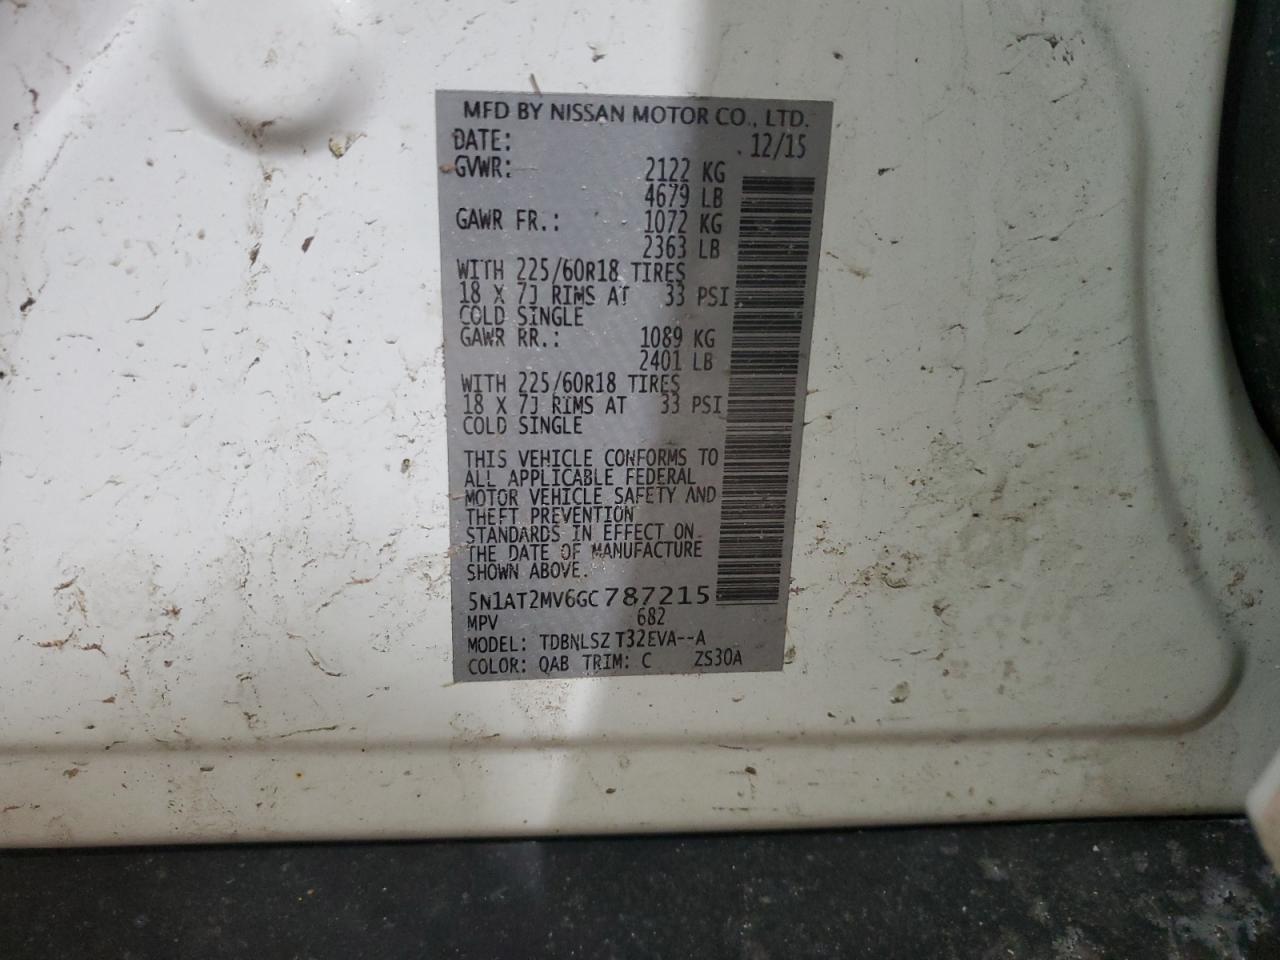 MFD BY NISSAN MOTOR CO., LTD.
DATE: 12/15
GVWR: 2122 KG
4679 LB
GAWR FR.: 1072 KG
2363 LB
WITH 225/60R18 TIRES
18 X 7J RIMS AT 33 PSI
COLD SINGLE
GAWR RR.: 1089 KG
2401 LB
WITH 225/60R18 TIRES
18 X 7J RIMS AT 33 PSI
COLD SINGLE
THIS VEHICLE CONFORMS TO
ALL APPLICABLE FEDERAL
MOTOR VEHICLE SAFETY AND
THEFT PREVENTION
STANDARDS IN EFFECT ON
THE DATE OF MANUFACTURE
SHOWN ABOVE.
5N1AT2MV6GC787215
MPV 682
MODEL: TDBNLSZ T32EVA--A
COLOR: QAB TRIM: C ZS30A